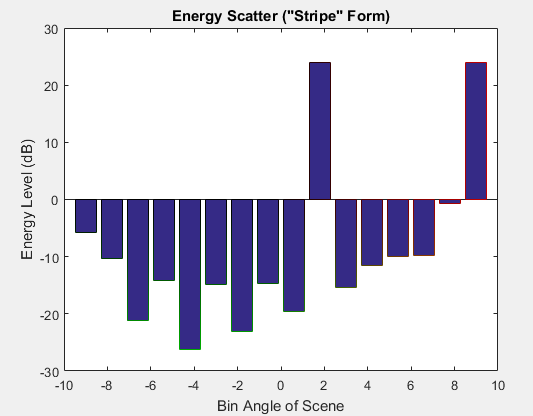 Energy Scatter ("Stripe" Form)
30
20
10
0
-10
-20
-30
Energy Level (dB)
-10 -8 -6 -4 -2 0 2 4 6 8 10
Bin Angle of Scene